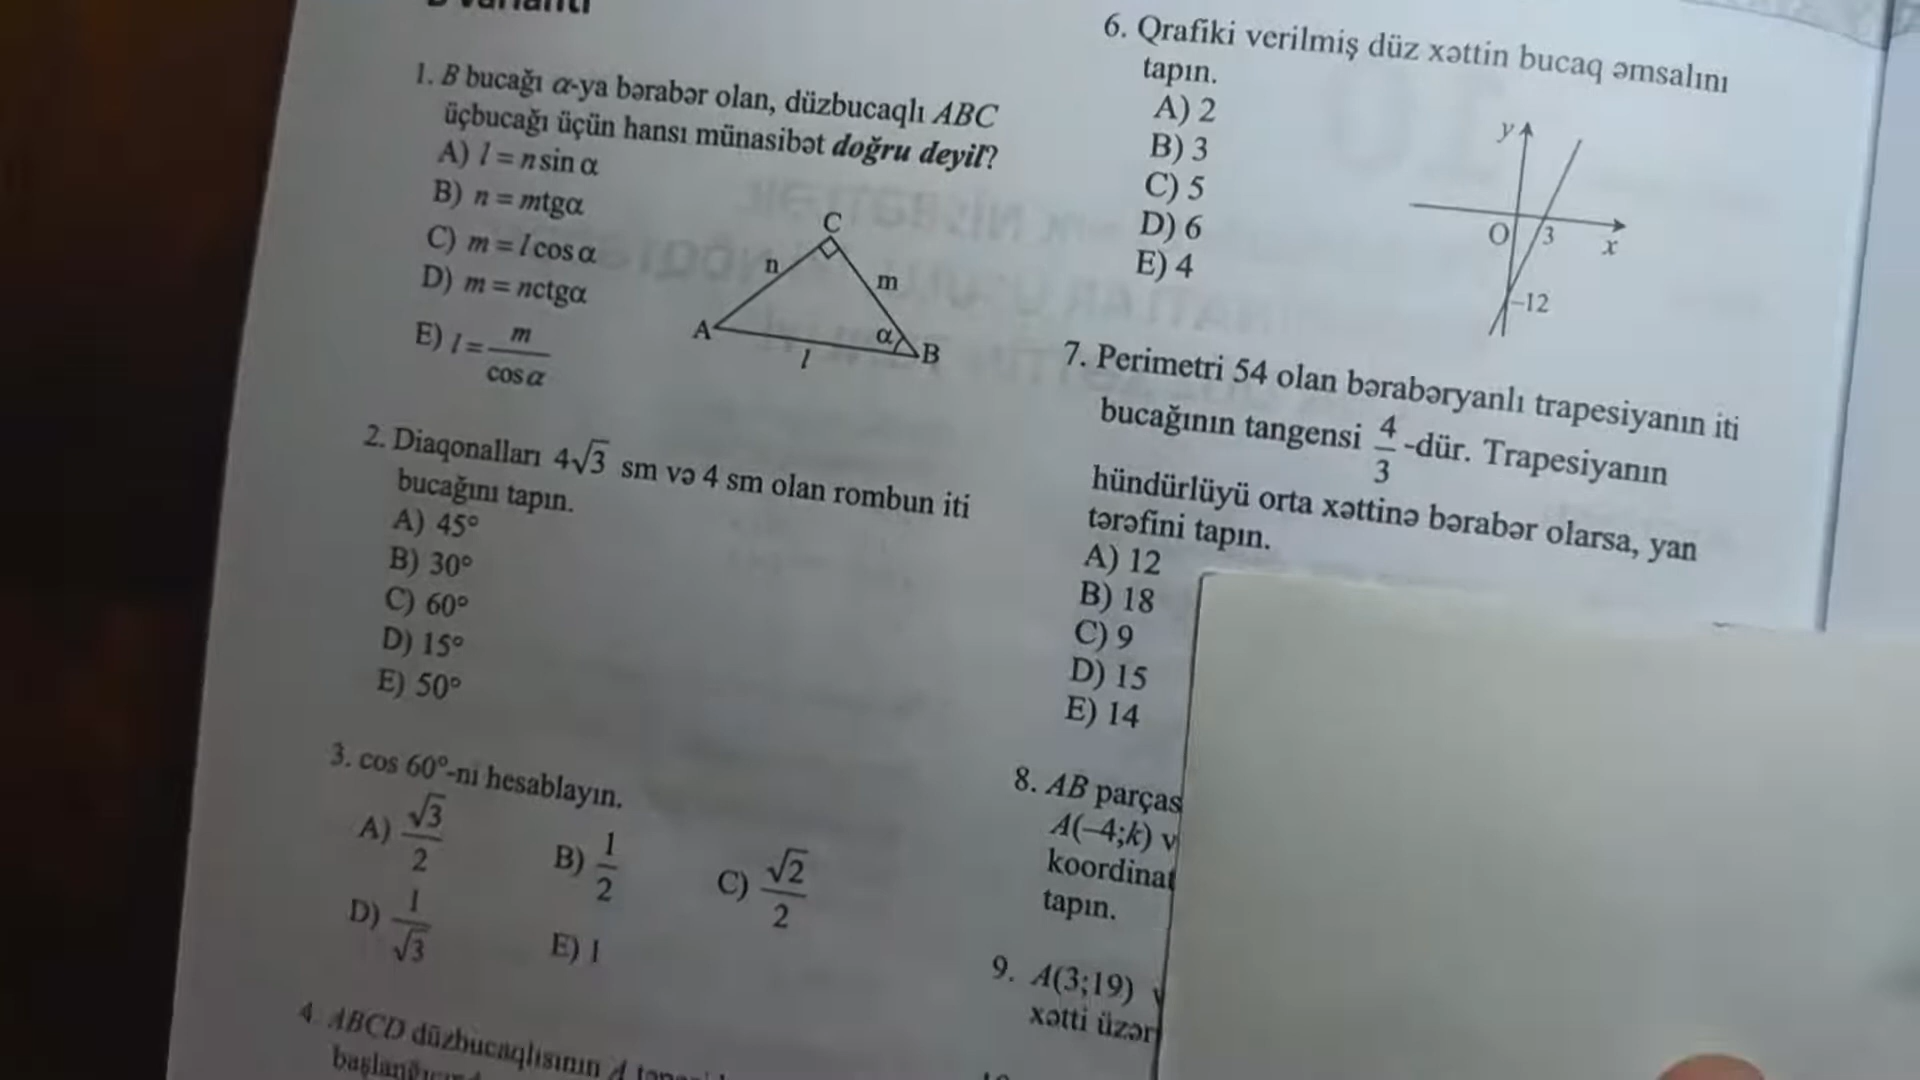 1. B bucağı α-ya bərabər olan, düzbucaqlı ABC
üçbucağı üçün hansı münasibət doğru deyil?
A) l = n sin α
B) n = mtgα
C) m = l cos α
D) m = nctgα
E) l = m/cos α
C
n
m
A
α
B
l
2. Diaqonalları 4√3 sm və 4 sm olan rombun iti
bucağını tapın.
A) 45°
B) 30°
C) 60°
D) 15°
E) 50°
3. cos 60°-ni hesablayın.
A) √3/2 B) 1/2 C) √2/2
D) 1/√3 E) 1
4. ABCD düzbucaqlısının A
6. Qrafiki verilmiş düz xəttin bucaq əmsalını
tapın.
A) 2
B) 3
C) 5
D) 6
E) 4
y
O
3
x
-12
7. Perimetri 54 olan bərabəryanlı trapesiyanın iti
bucağının tangensi 4/3 -dür. Trapesiyanın
hündürlüyü orta xəttinə bərabər olarsa, yan
tərəfini tapın.
A) 12
B) 18
C) 9
D) 15
E) 14
8. AB parças
A(–4;k) v
koordinat
tapın.
9. A(3;19)
xətti üzər